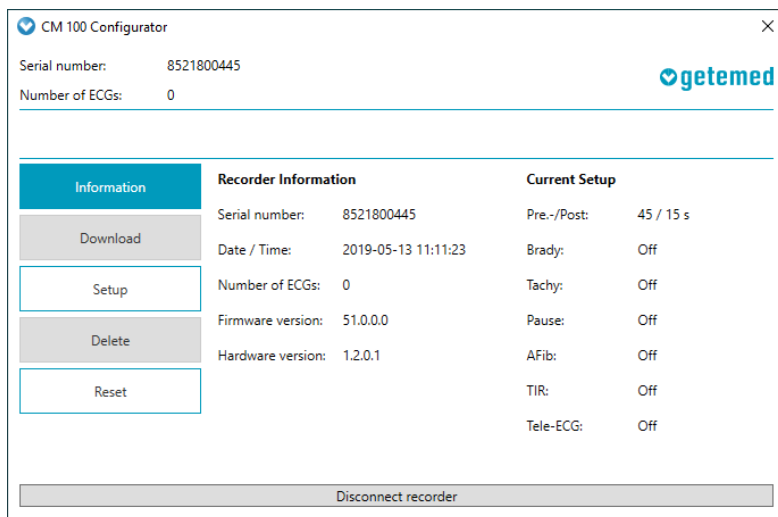 CM 100 Configurator
Serial number: 8521800445
getemed
Number of ECGs: 0
Information
Download
Setup
Delete
Reset
Recorder Information
Serial number: 8521800445
Date / Time: 2019-05-13 11:11:23
Number of ECGs: 0
Firmware version: 51.0.0.0
Hardware version: 1.2.0.1
Current Setup
Pre.-/Post: 45 / 15 s
Brady: Off
Tachy: Off
Pause: Off
AFib: Off
TIR: Off
Tele-ECG: Off
Disconnect recorder